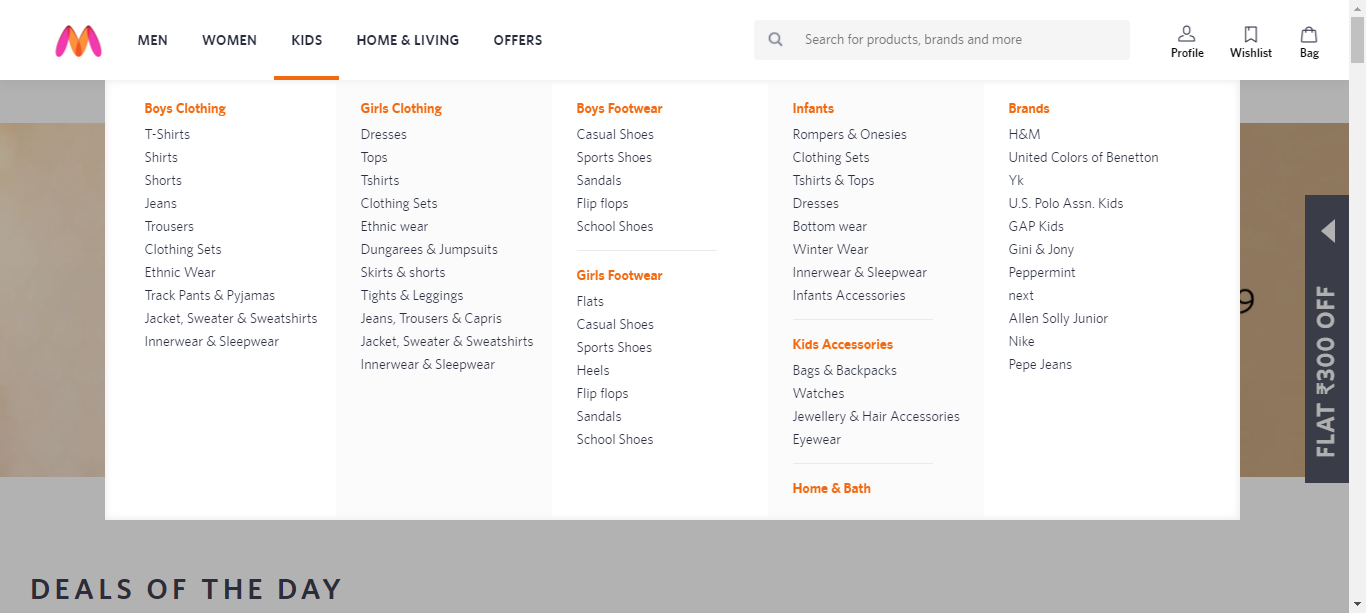 MEN
WOMEN
KIDS
HOME & LIVING
OFFERS
Search for products, brands and more
Profile
Wishlist
Bag
Boys Clothing
T-Shirts
Shirts
Shorts
Jeans
Trousers
Clothing Sets
Ethnic Wear
Track Pants & Pyjamas
Jacket, Sweater & Sweatshirts
Innerwear & Sleepwear
Girls Clothing
Dresses
Tops
Tshirts
Clothing Sets
Ethnic wear
Dungarees & Jumpsuits
Skirts & shorts
Tights & Leggings
Jeans, Trousers & Capris
Jacket, Sweater & Sweatshirts
Innerwear & Sleepwear
Boys Footwear
Casual Shoes
Sports Shoes
Sandals
Flip flops
School Shoes
Girls Footwear
Flats
Casual Shoes
Sports Shoes
Heels
Flip flops
Sandals
School Shoes
Infants
Rompers & Onesies
Clothing Sets
Tshirts & Tops
Dresses
Bottom wear
Winter Wear
Innerwear & Sleepwear
Infants Accessories
Kids Accessories
Bags & Backpacks
Watches
Jewellery & Hair Accessories
Eyewear
Home & Bath
Brands
H&M
United Colors of Benetton
Yk
U.S. Polo Assn. Kids
GAP Kids
Gini & Jony
Peppermint
next
Allen Solly Junior
Nike
Pepe Jeans
9
FLAT ₹300 OFF
DEALS OF THE DAY